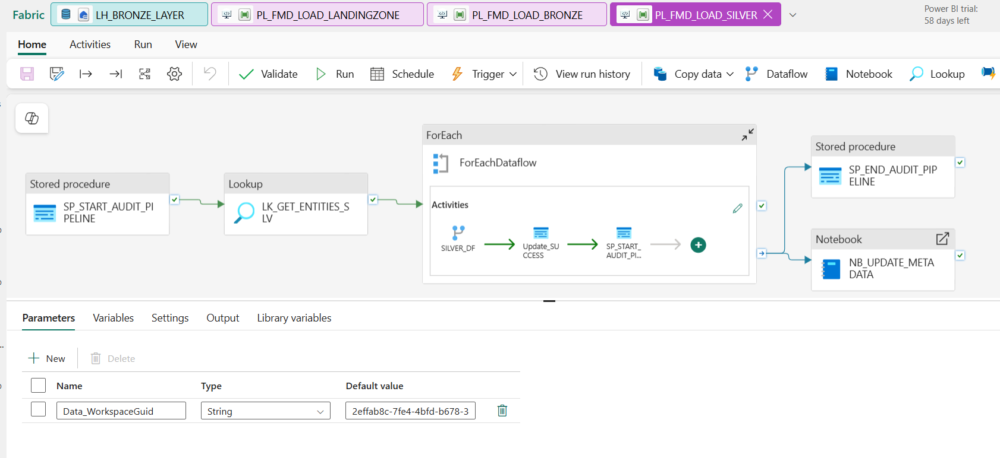 Fabric
LH_BRONZE_LAYER
PL_FMD_LOAD_LANDINGZONE
PL_FMD_LOAD_BRONZE
PL_FMD_LOAD_SILVER
Power BI trial:
58 days left
Home
Activities
Run
View
Validate
Run
Schedule
Trigger
View run history
Copy data
Dataflow
Notebook
Lookup
Stored procedure
SP_START_AUDIT_PI
PELINE
Lookup
LK_GET_ENTITIES_S
LV
ForEach
ForEachDataflow
Activities
SILVER_DF
Update_SU
CCESS
SP_START_
AUDIT_PI...
Stored procedure
SP_END_AUDIT_PIP
ELINE
Notebook
NB_UPDATE_META
DATA
Parameters
Variables
Settings
Output
Library variables
New
Delete
Name
Type
Default value
Data_WorkspaceGuid
String
2effab8c-7fe4-4bfd-b678-3